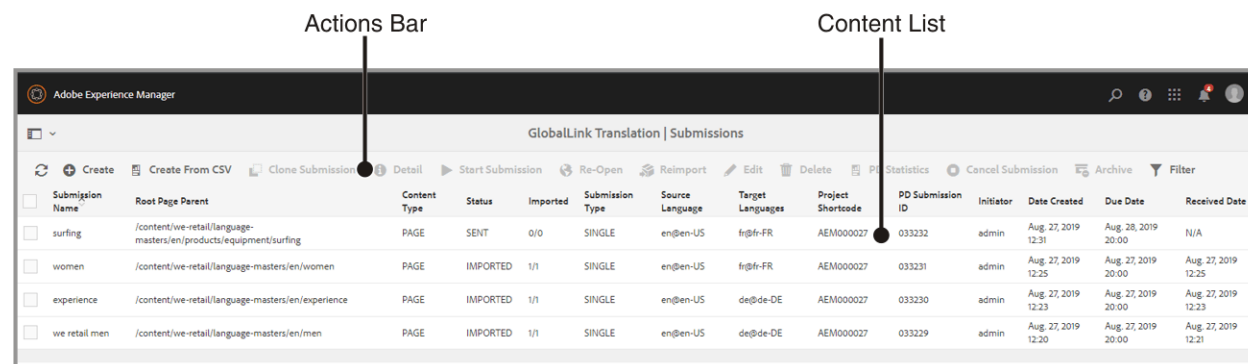 Actions Bar Content List
Adobe Experience Manager 4
GlobalLink Translation | Submissions
Create Create From CSV Clone Submission Detail Start Submission Re-Open Reimport Edit Delete PD Statistics Cancel Submission Archive Filter
Submission Name Root Page Parent Content Type Status Imported Submission Type Source Language Target Languages Project Shortcode PD Submission ID Initiator Date Created Due Date Received Date
surfing /content/we-retail/language-masters/en/products/equipment/surfing PAGE SENT 0/0 SINGLE en@en-US fr@fr-FR AEM000027 033232 admin Aug. 27, 2019 12:31 Aug. 28, 2019 20:00 N/A
women /content/we-retail/language-masters/en/women PAGE IMPORTED 1/1 SINGLE en@en-US fr@fr-FR AEM000027 033231 admin Aug. 27, 2019 12:25 Aug. 27, 2019 20:00 Aug. 27, 2019 12:25
experience /content/we-retail/language-masters/en/experience PAGE IMPORTED 1/1 SINGLE en@en-US de@de-DE AEM000027 033230 admin Aug. 27, 2019 12:23 Aug. 27, 2019 20:00 Aug. 27, 2019 12:23
we retail men /content/we-retail/language-masters/en/men PAGE IMPORTED 1/1 SINGLE en@en-US de@de-DE AEM000027 033229 admin Aug. 27, 2019 12:20 Aug. 27, 2019 20:00 Aug. 27, 2019 12:21